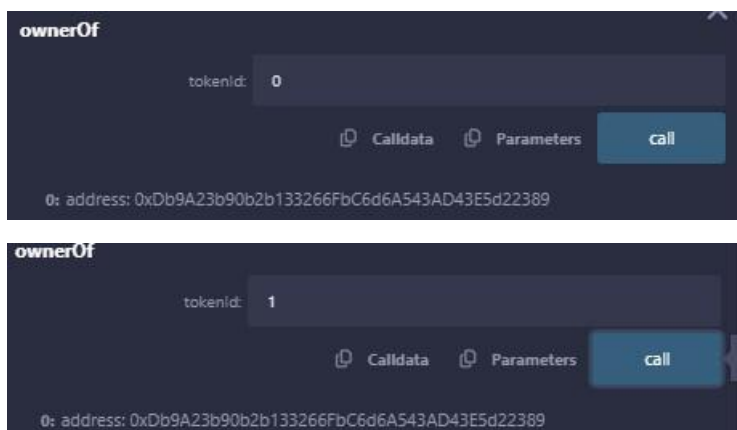 ownerOf
tokenId: 0
Calldata Parameters call
0: address: 0xDb9A23b90b2b133266FbC6d6A543AD43E5d22389
ownerOf
tokenId: 1
Calldata Parameters call
0: address: 0xDb9A23b90b2b133266FbC6d6A543AD43E5d22389